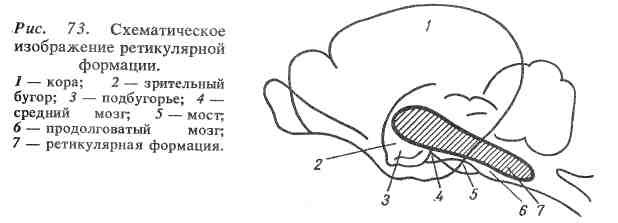 Рис. 73. Схематическое
изображение ретикулярной
формации.
1 — кора; 2 — зрительный
бугор; 3 — подбугорье; 4 —
средний мозг; 5 — мост;
6 — продолговатый мозг;
7 — ретикулярная формация.
1
2
3
4
5
6
7